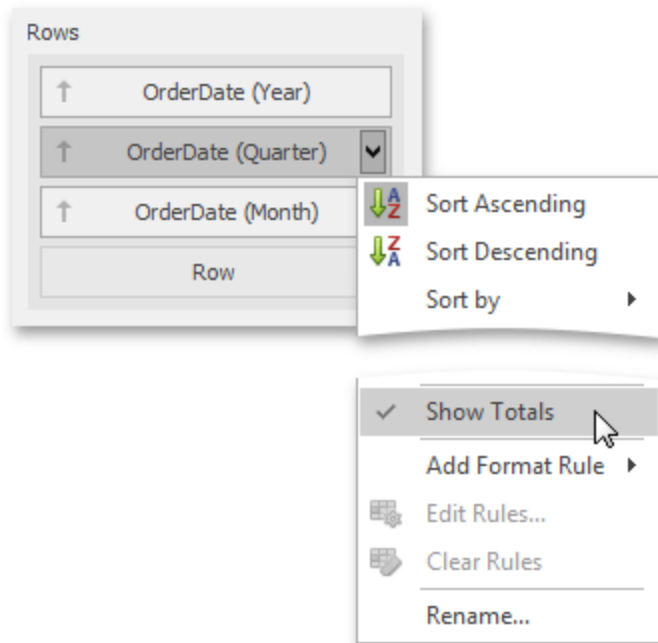 Rows
OrderDate (Year)
OrderDate (Quarter)
OrderDate (Month)
Row
Sort Ascending
Sort Descending
Sort by
Show Totals
Add Format Rule
Edit Rules...
Clear Rules
Rename...